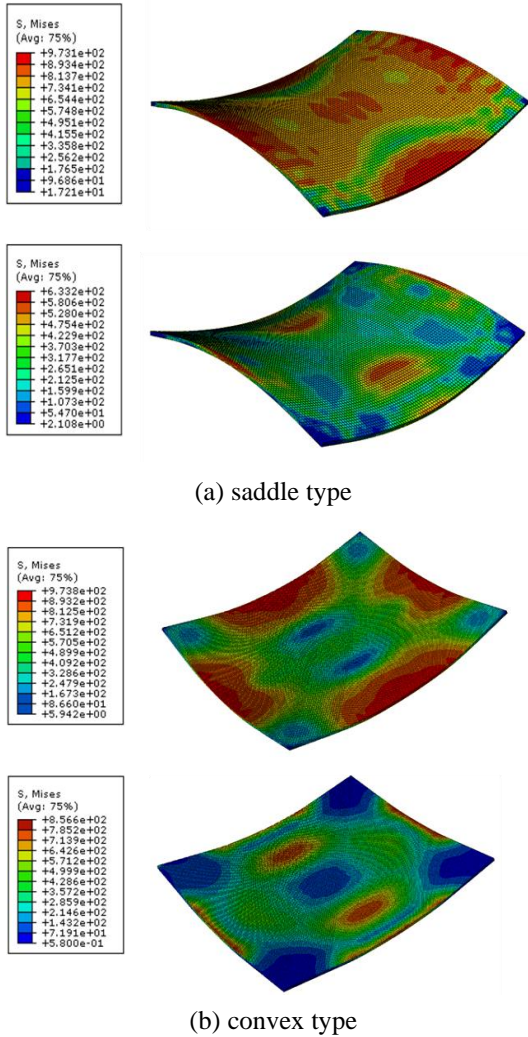 S, Mises
(Avg: 75%)
+9.731e+02
+8.934e+02
+8.137e+02
+7.341e+02
+6.544e+02
+5.748e+02
+4.951e+02
+4.155e+02
+3.358e+02
+2.562e+02
+1.765e+02
+9.686e+01
+1.721e+01
S, Mises
(Avg: 75%)
+6.332e+02
+5.806e+02
+5.280e+02
+4.754e+02
+4.229e+02
+3.703e+02
+3.177e+02
+2.651e+02
+2.125e+02
+1.599e+02
+1.073e+02
+5.470e+01
+2.108e+00
(a) saddle type
S, Mises
(Avg: 75%)
+9.738e+02
+8.932e+02
+8.125e+02
+7.319e+02
+6.512e+02
+5.705e+02
+4.899e+02
+4.092e+02
+3.286e+02
+2.479e+02
+1.673e+02
+8.660e+01
+5.942e+00
S, Mises
(Avg: 75%)
+8.566e+02
+7.852e+02
+7.139e+02
+6.426e+02
+5.712e+02
+4.999e+02
+4.286e+02
+3.572e+02
+2.859e+02
+2.146e+02
+1.432e+02
+7.191e+01
+5.800e-01
(b) convex type